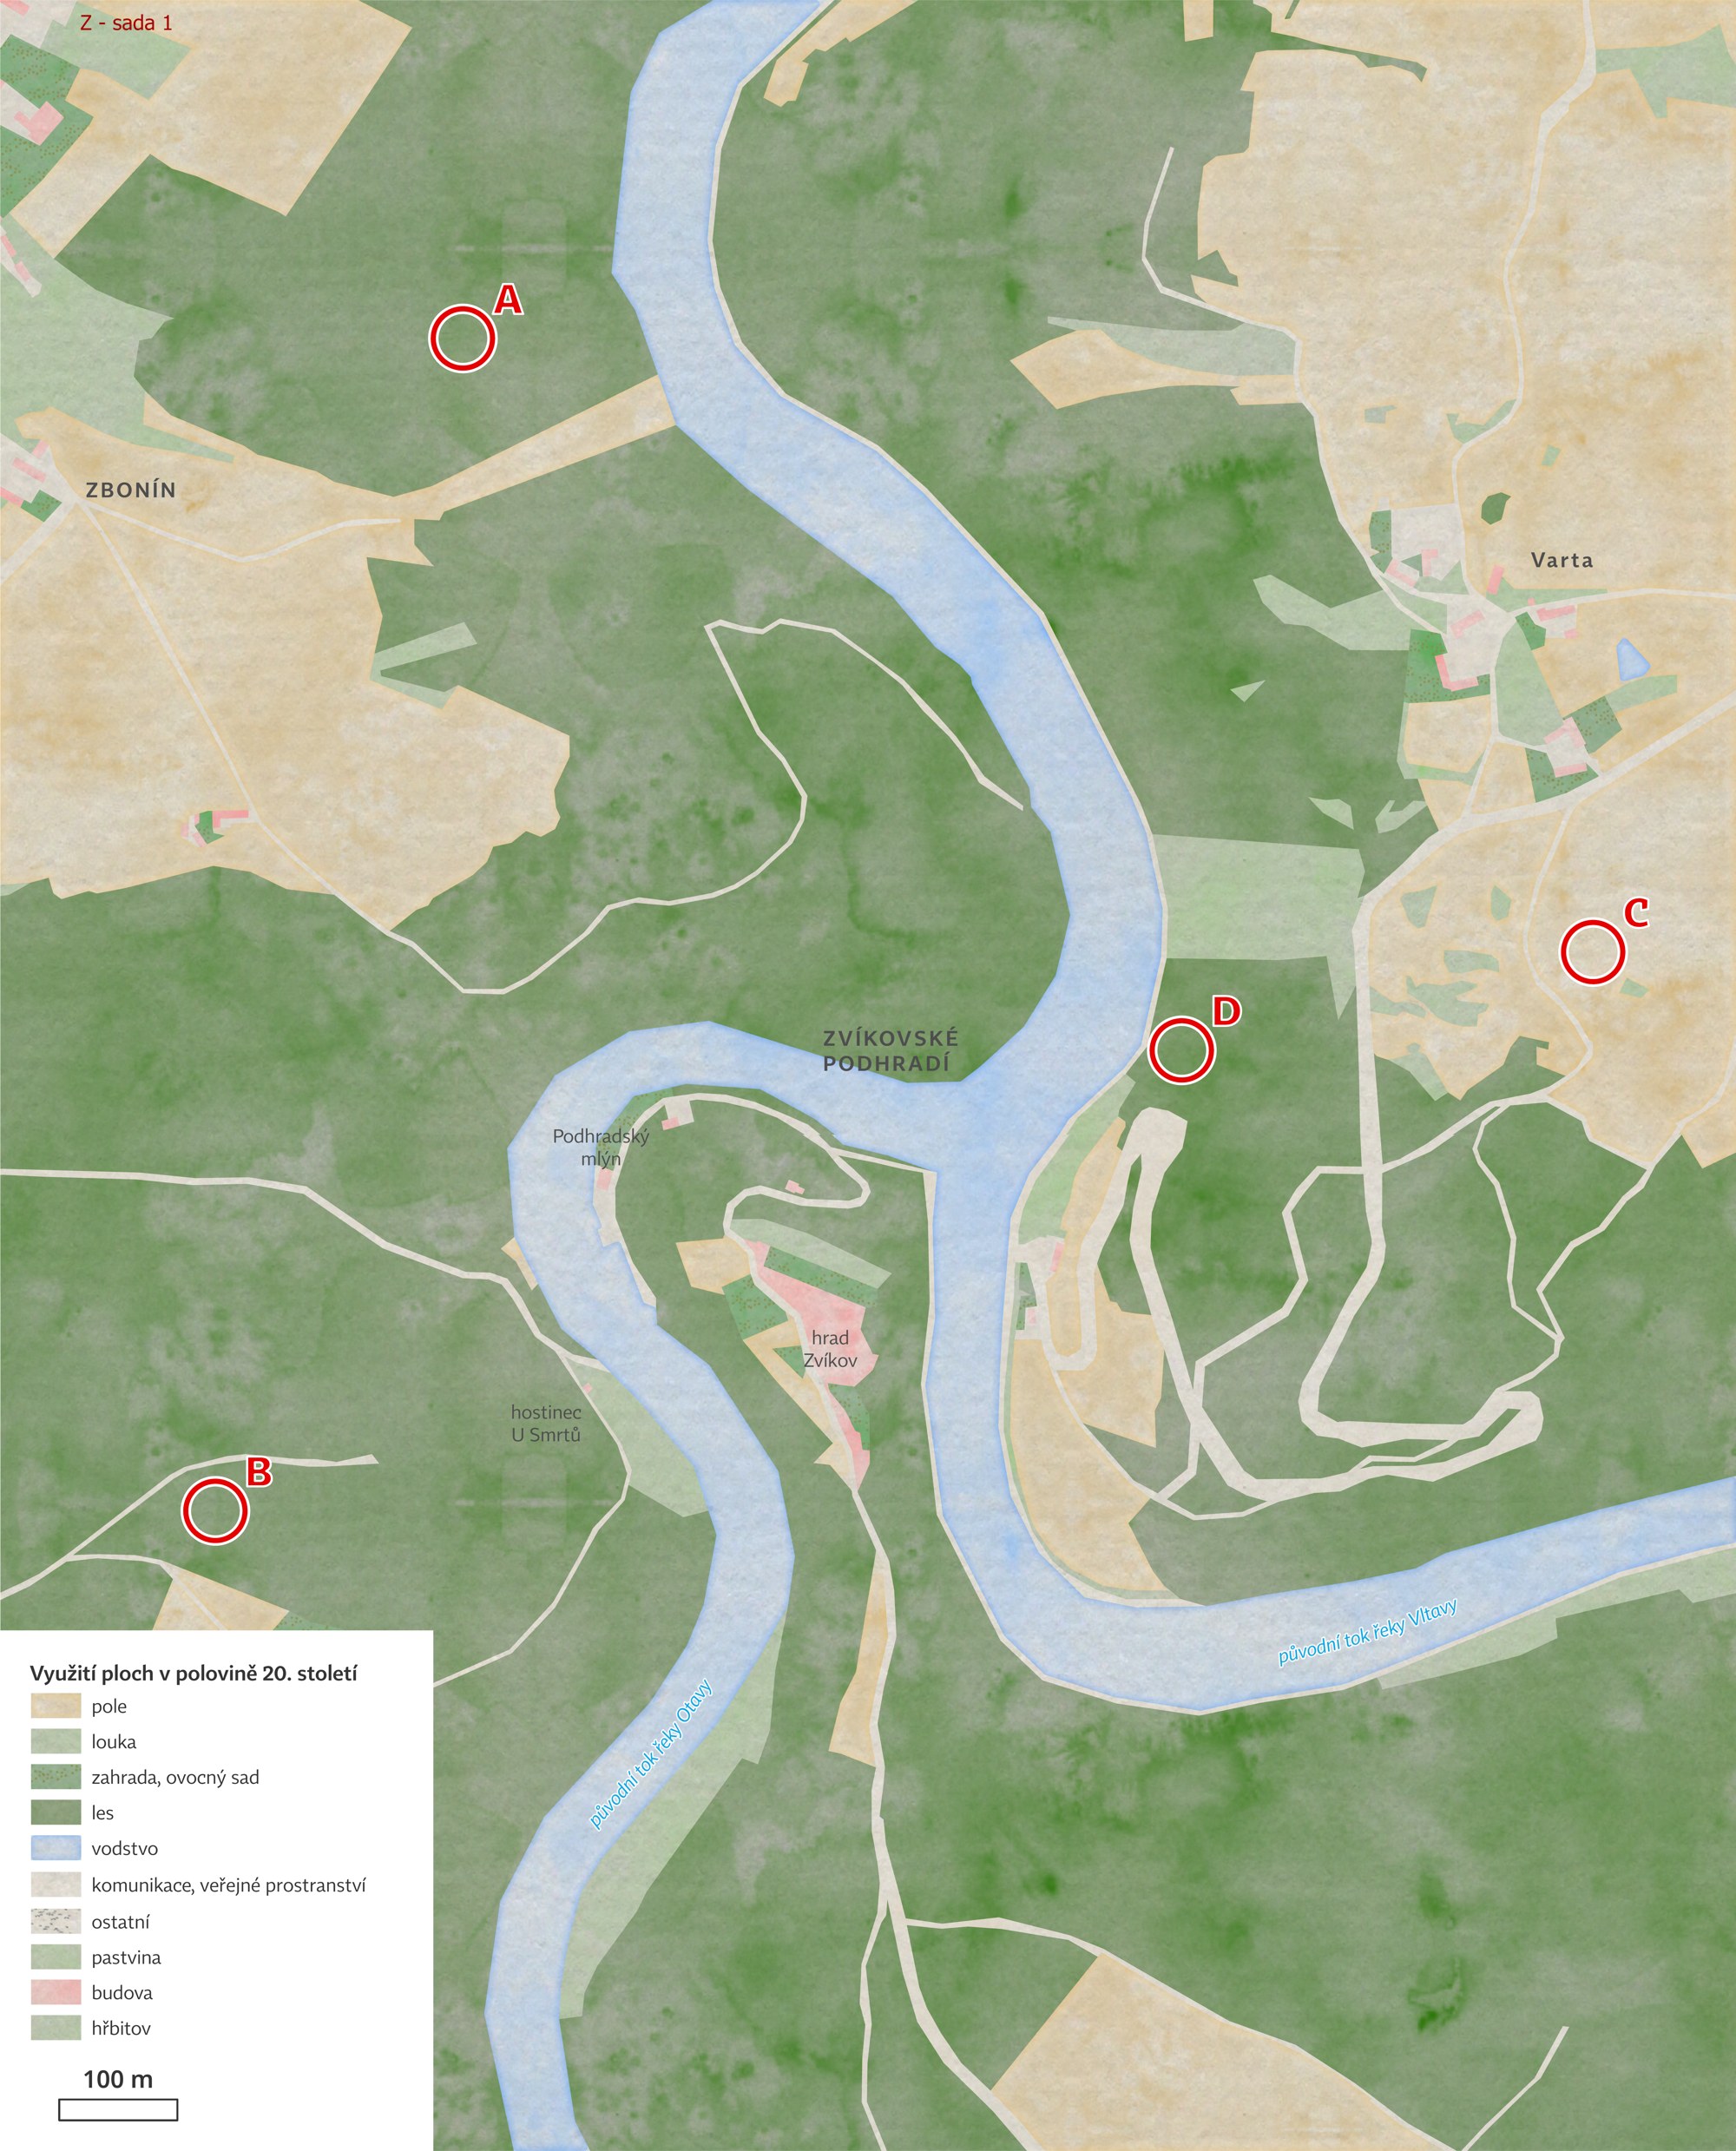 Z - sada 1
A
ZBONÍN
Varta
C
D
ZVÍKOVSKÉ
PODHRADÍ
Podhradský
mlýn
hrad
Zvíkov
hostinec
U Smrtů
B
původní tok řeky Vltavy
původní tok řeky Otavy
Využití ploch v polovině 20. století
pole
louka
zahrada, ovocný sad
les
vodstvo
komunikace, veřejné prostranství
ostatní
pastvina
budova
hřbitov
100 m